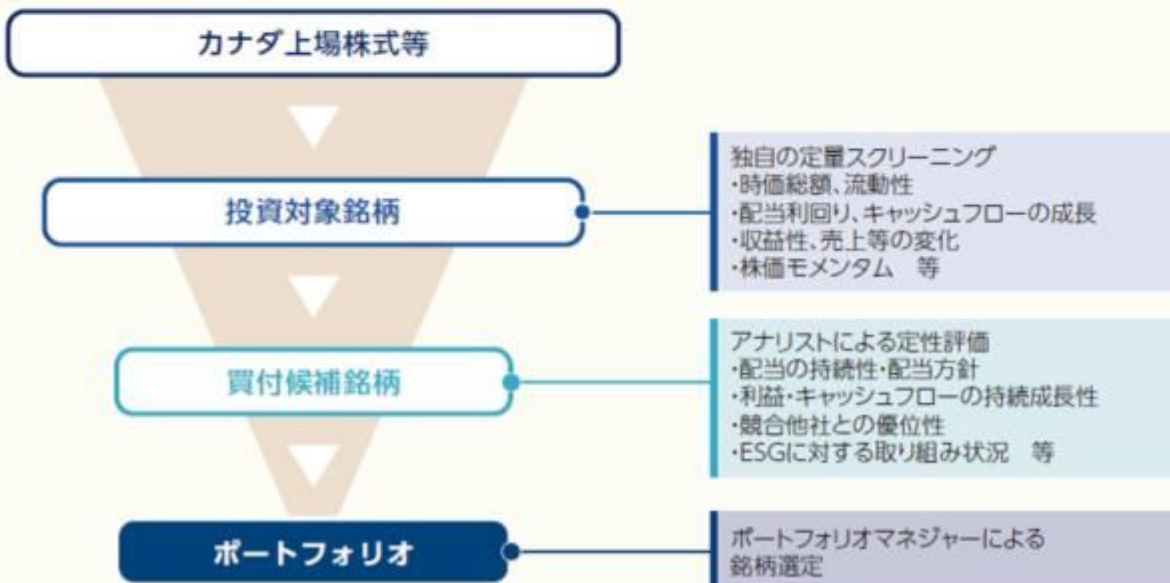 カナダ上場株式等
投資対象銘柄
独自の定量スクリーニング
・時価総額、流動性
・配当利回り、キャッシュフローの成長
・収益性、売上等の変化
・株価モメンタム　等
買付候補銘柄
アナリストによる定性評価
・配当の持続性・配当方針
・利益・キャッシュフローの持続成長性
・競合他社との優位性
・ESGに対する取り組み状況　等
ポートフォリオ
ポートフォリオマネジャーによる
銘柄選定